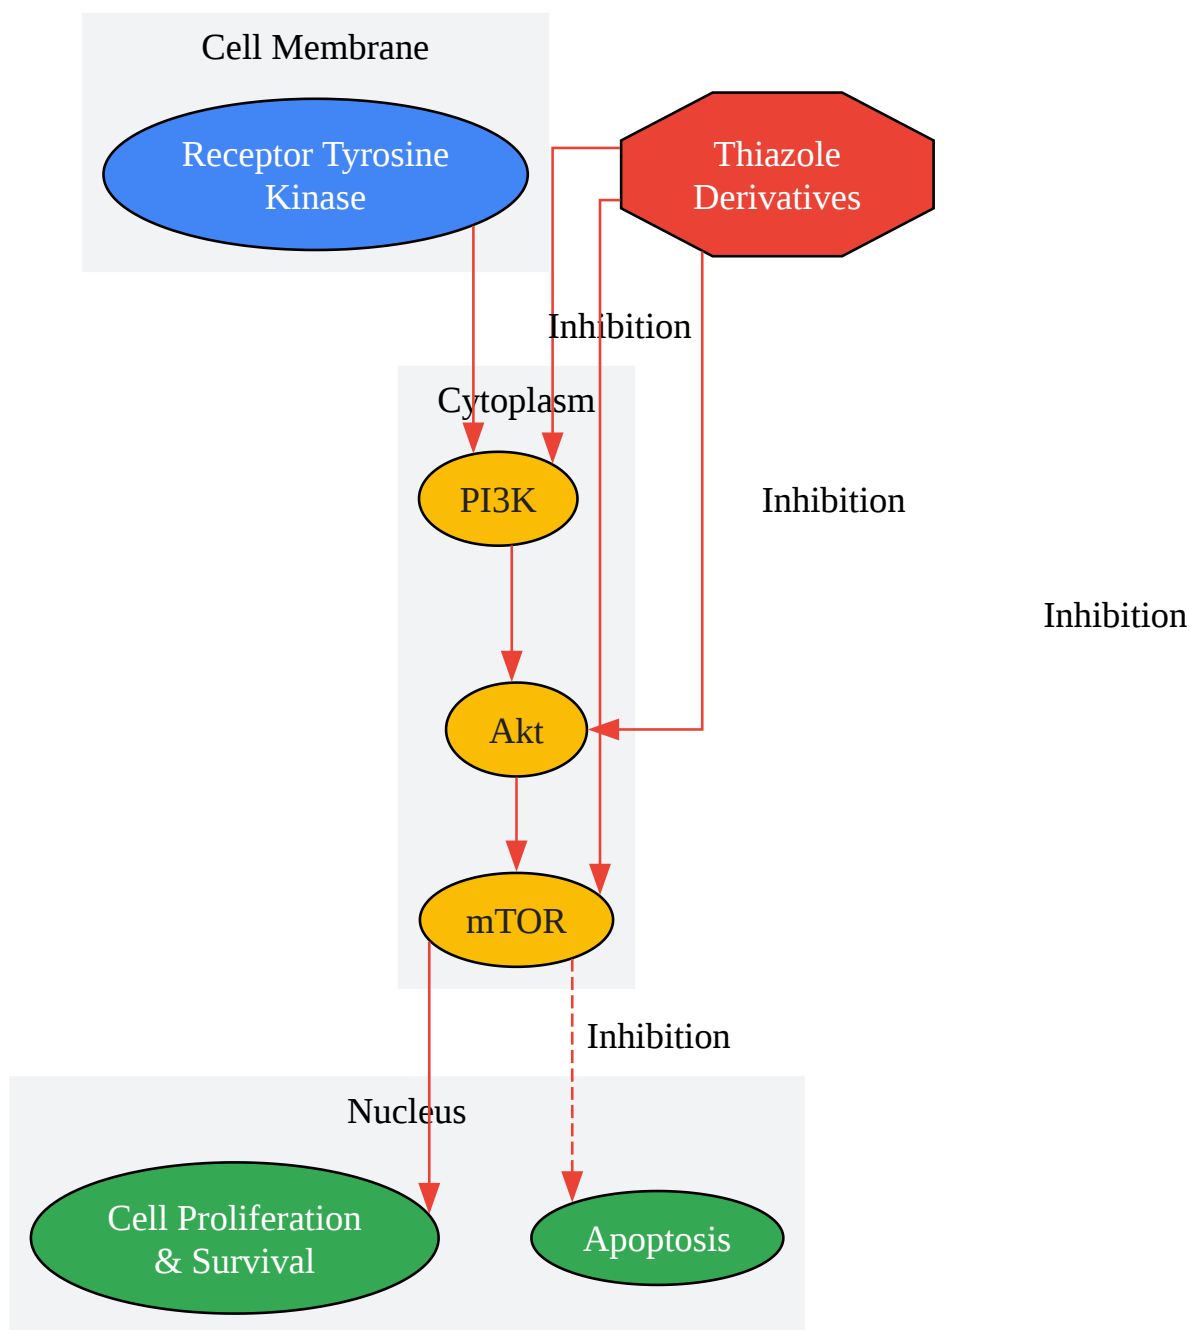 Cell Membrane
Receptor Tyrosine
Kinase
Thiazole
Derivatives
Inhibition
Cytoplasm
PI3K
Inhibition
Inhibition
Akt
mTOR
Inhibition
Nucleus
Cell Proliferation
& Survival
Apoptosis